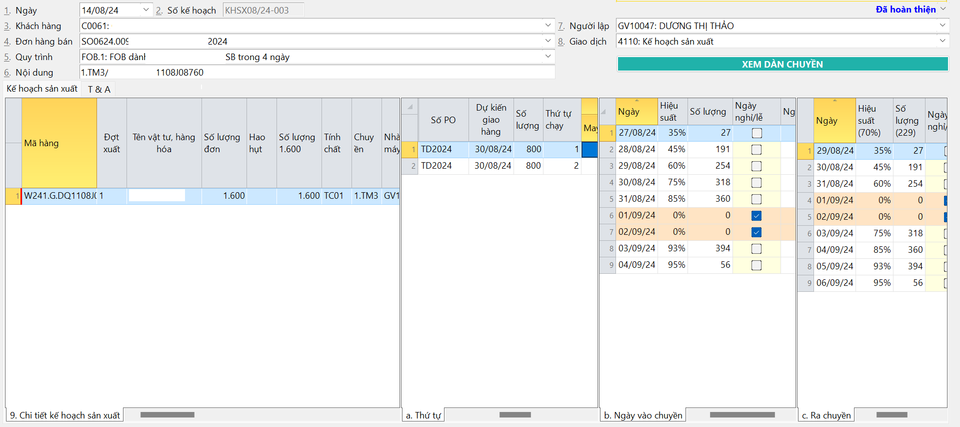 1. Ngày 14/08/24 2. Số kế hoạch KHSX08/24-003 Đã hoàn thiện
3. Khách hàng C0061: 7. Người lập GV10047: DƯƠNG THỊ THẢO
4. Đơn hàng bán SO0624.009 2024 8. Giao dịch 4110: Kế hoạch sản xuất
5. Quy trình FOB.1: FOB dành SB trong 4 ngày
6. Nội dung 1.TM3/ 1108J08760 XEM DÀN CHUYỀN
Kế hoạch sản xuất T & A
Mã hàng Đợt xuất Tên vật tư, hàng hóa Số lượng đơn Hao hụt Số lượng 1.600 Tính chất Chuyền Nhà máy
1 W241.G.DQ1108J( 1 1.600 1.600 TC01 1.TM3 GV1
9. Chi tiết kế hoạch sản xuất
Số PO Dự kiến giao hàng Số lượng Thứ tự chạy May
1 TD2024 30/08/24 800 1
2 TD2024 30/08/24 800 2
a. Thứ tự
Ngày Hiệu suất Số lượng Ngày nghỉ/lễ Ng
1 27/08/24 35% 27
2 28/08/24 45% 191
3 29/08/24 60% 254
4 30/08/24 75% 318
5 31/08/24 85% 360
6 01/09/24 0% 0
7 02/09/24 0% 0
8 03/09/24 93% 394
9 04/09/24 95% 56
b. Ngày vào chuyền
Ngày Hiệu suất (70%) Số lượng (229) Ngày nghỉ/
1 29/08/24 35% 27
2 30/08/24 45% 191
3 31/08/24 60% 254
4 01/09/24 0% 0
5 02/09/24 0% 0
6 03/09/24 75% 318
7 04/09/24 85% 360
8 05/09/24 93% 394
9 06/09/24 95% 56
c. Ra chuyền